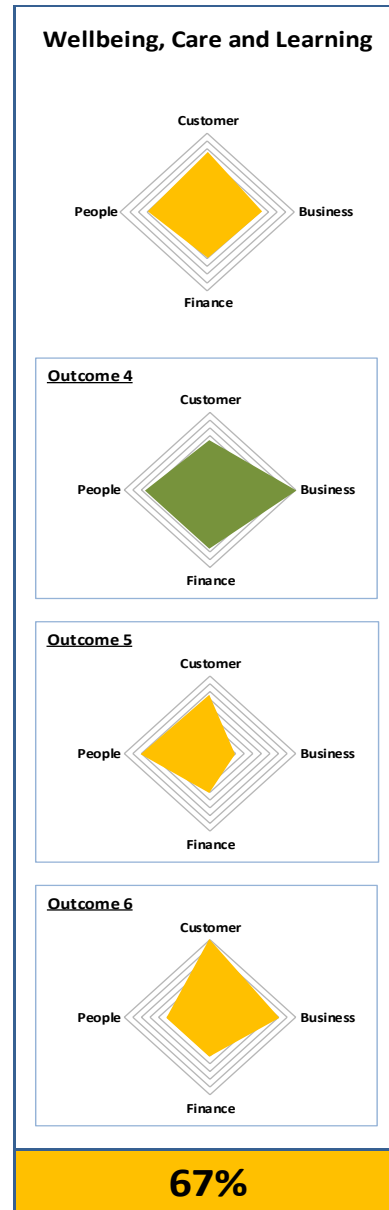 Wellbeing, Care and Learning
Customer
People
Business
Finance
Outcome 4
Customer
People
Business
Finance
Outcome 5
Customer
People
Business
Finance
Outcome 6
Customer
People
Business
Finance
67%